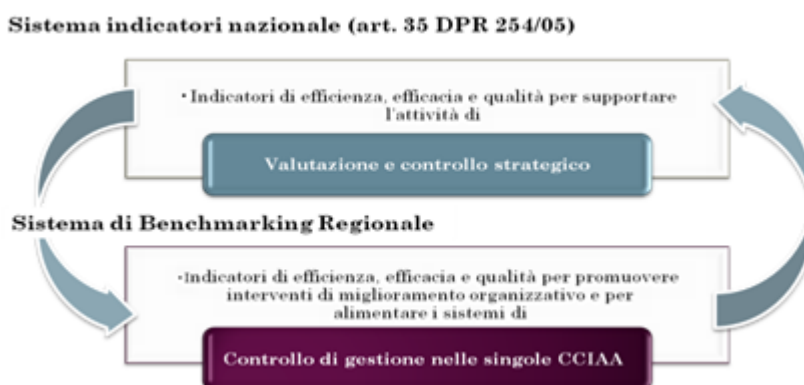 Sistema indicatori nazionale (art. 35 DPR 254/05)
• Indicatori di efficienza, efficacia e qualità per supportare
l'attività di
Valutazione e controllo strategico
Sistema di Benchmarking Regionale
•Indicatori di efficienza, efficacia e qualità per promuovere
interventi di miglioramento organizzativo e per
alimentare i sistemi di
Controllo di gestione nelle singole CCIAA